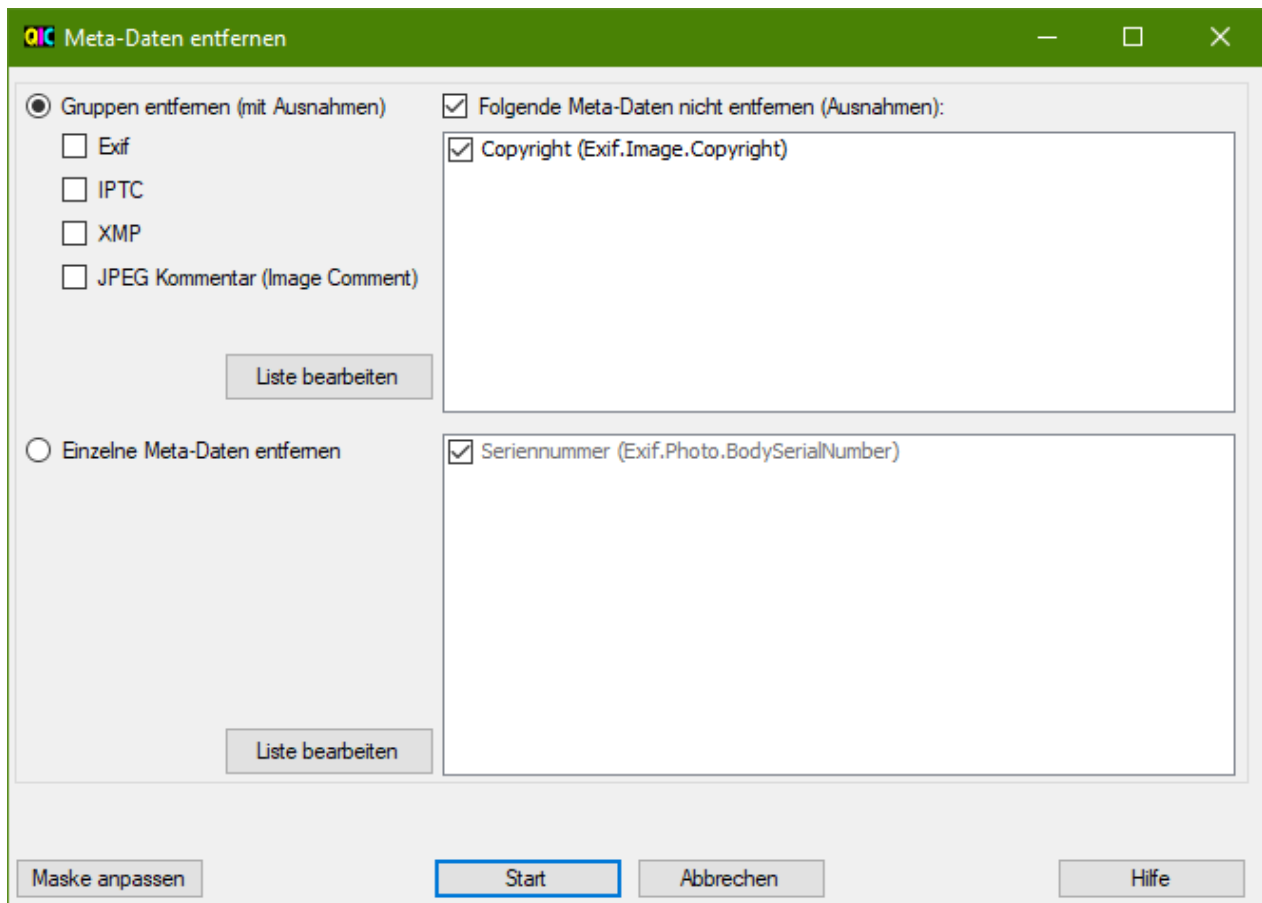 QIC Meta-Daten entfernen
Gruppen entfernen (mit Ausnahmen)
Exif
IPTC
XMP
JPEG Kommentar (Image Comment)
Liste bearbeiten
Folgende Meta-Daten nicht entfernen (Ausnahmen):
Copyright (Exif.Image.Copyright)
Einzelne Meta-Daten entfernen
Liste bearbeiten
Seriennummer (Exif.Photo.BodySerialNumber)
Maske anpassen
Start
Abbrechen
Hilfe